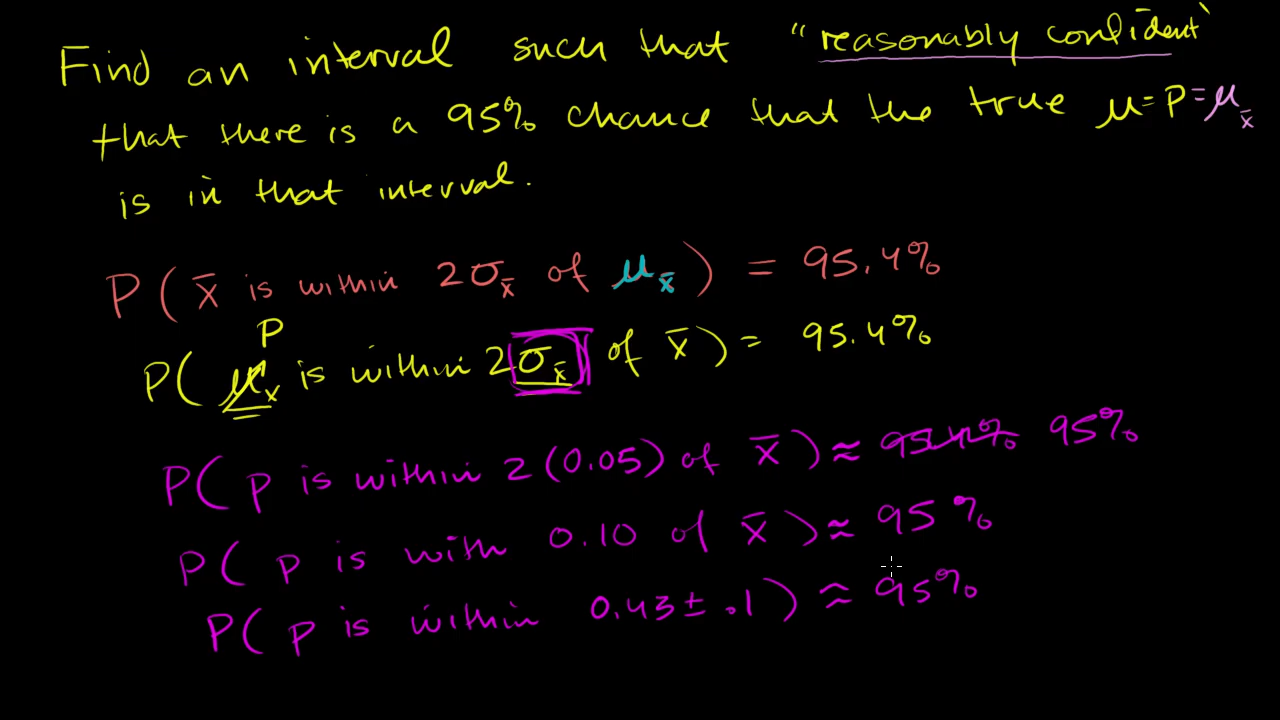 Find an interval such that "reasonably confident"
that there is a 95% chance that the true μ=P=μx̄
is in that interval.
P(x̄ is within 2σx̄ of μx̄) = 95.4%
P
P(μx̄ is within 2σx̄ of x̄) = 95.4%
P(p is within 2(0.05) of x̄) ≈ 95.4% 95%
P(p is with 0.10 of x̄) ≈ 95%
P(p is within 0.43 ± .1) ≈ 95%